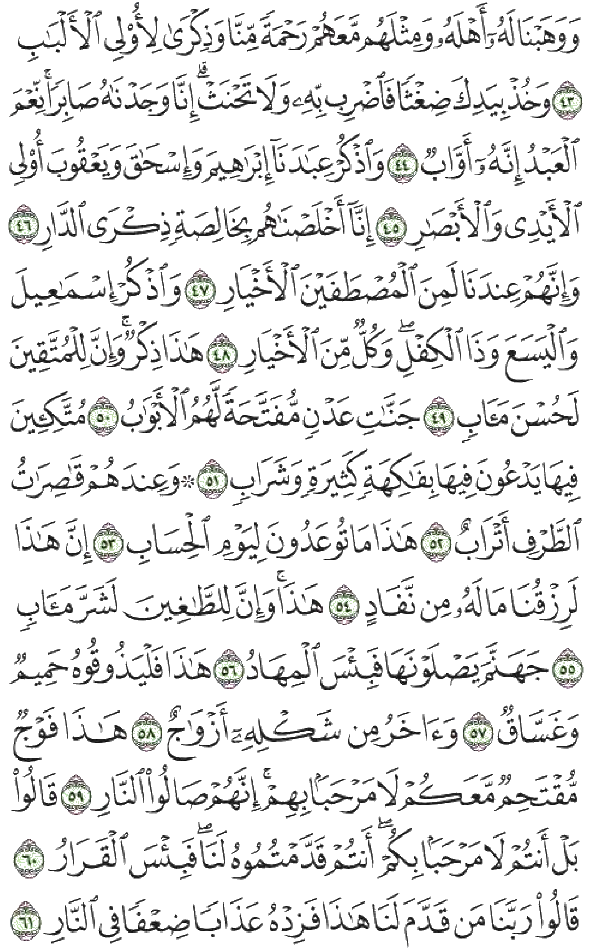 وَوَهَبْنَا لَهُۥٓ أَهْلَهُۥ وَمِثْلَهُم مَّعَهُمْ رَحْمَةً مِّنَّا وَذِكْرَىٰ لِأُو۟لِى ٱلْأَلْبَـٰبِ
٤٣ وَخُذْ بِيَدِكَ ضِغْثًا فَٱضْرِب بِّهِۦ وَلَا تَحْنَثْ ۗ إِنَّا وَجَدْنَـٰهُ صَابِرًا ۚ نِّعْمَ
ٱلْعَبْدُ إِنَّهُۥٓ أَوَّابٌ ٤٤ وَٱذْكُرْ عِبَـٰدَنَآ إِبْرَٰهِيمَ وَإِسْحَـٰقَ وَيَعْقُوبَ أُو۟لِى
ٱلْأَيْدِى وَٱلْأَبْصَـٰرِ ٤٥ إِنَّآ أَخْلَصْنَـٰهُم بِخَالِصَةٍ ذِكْرَى ٱلدَّارِ ٤٦
وَإِنَّهُمْ عِندَنَا لَمِنَ ٱلْمُصْطَفَيْنَ ٱلْأَخْيَارِ ٤٧ وَٱذْكُرْ إِسْمَـٰعِيلَ
وَٱلْيَسَعَ وَذَا ٱلْكِفْلِ ۖ وَكُلٌّ مِّنَ ٱلْأَخْيَارِ ٤٨ هَـٰذَا ذِكْرٌ ۚ وَإِنَّ لِلْمُتَّقِينَ
لَحُسْنَ مَـَٔابٍ ٤٩ جَنَّـٰتِ عَدْنٍ مُّفَتَّحَةً لَّهُمُ ٱلْأَبْوَٰبُ ٥٠ مُتَّكِـِٔينَ
فِيهَا يَدْعُونَ فِيهَا بِفَـٰكِهَةٍ كَثِيرَةٍ وَشَرَابٍ ٥١ ۞ وَعِندَهُمْ قَـٰصِرَٰتُ
ٱلطَّرْفِ أَتْرَابٌ ٥٢ هَـٰذَا مَا تُوعَدُونَ لِيَوْمِ ٱلْحِسَابِ ٥٣ إِنَّ هَـٰذَا
لَرِزْقُنَا مَا لَهُۥ مِن نَّفَادٍ ٥٤ هَـٰذَا ۚ وَإِنَّ لِلطَّـٰغِينَ لَشَرَّ مَـَٔابٍ
٥٥ جَهَنَّمَ يَصْلَوْنَهَا فَبِئْسَ ٱلْمِهَادُ ٥٦ هَـٰذَا فَلْيَذُوقُوهُ حَمِيمٌ
وَغَسَّاقٌ ٥٧ وَءَاخَرُ مِن شَكْلِهِۦٓ أَزْوَٰجٌ ٥٨ هَـٰذَا فَوْجٌ
مُّقْتَحِمٌ مَّعَكُمْ ۖ لَا مَرْحَبًۢا بِهِمْ ۚ إِنَّهُمْ صَالُوا۟ ٱلنَّارِ ٥٩ قَالُوا۟
بَلْ أَنتُمْ لَا مَرْحَبًۢا بِكُمْ ۖ أَنتُمْ قَدَّمْتُمُوهُ لَنَا ۖ فَبِئْسَ ٱلْقَرَارُ ٦٠
قَالُوا۟ رَبَّنَا مَن قَدَّمَ لَنَا هَـٰذَا فَزِدْهُ عَذَابًا ضِعْفًا فِى ٱلنَّارِ ٦١